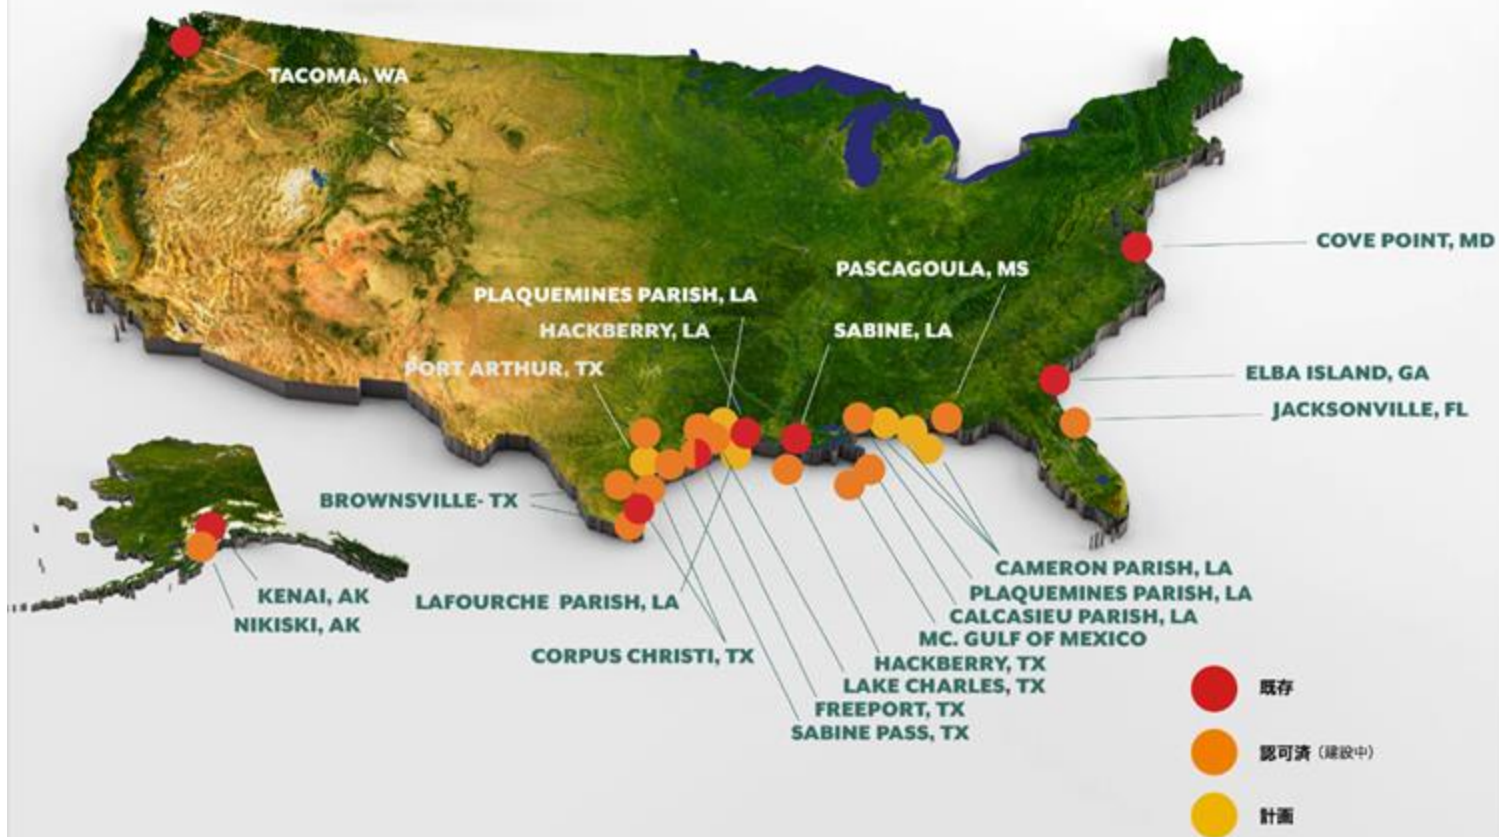 TACOMA, WA
COVE POINT, MD
PASCAGOULA, MS
PLAQUEMINES PARISH, LA
HACKBERRY, LA
SABINE, LA
PORT ARTHUR, TX
ELBA ISLAND, GA
JACKSONVILLE, FL
BROWNSVILLE- TX
CAMERON PARISH, LA
PLAQUEMINES PARISH, LA
CALCASIEU PARISH, LA
MC. GULF OF MEXICO
KENAI, AK
NIKISKI, AK
LAFOURCHE PARISH, LA
CORPUS CHRISTI, TX
HACKBERRY, TX
LAKE CHARLES, TX
FREEPORT, TX
SABINE PASS, TX
既存
認可済（建設中）
計画